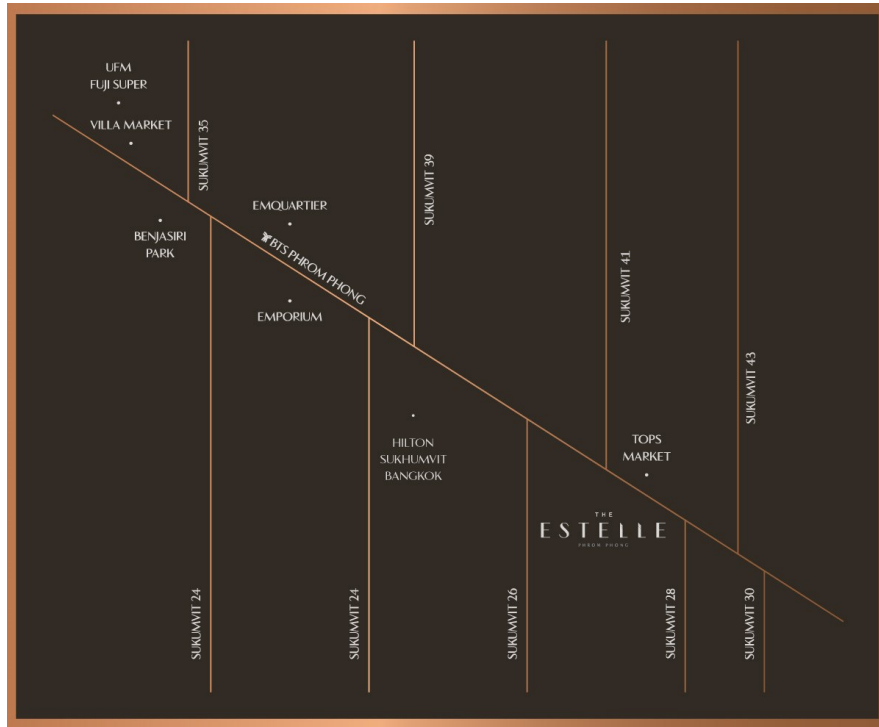 UFM
FUJI SUPER
VILLA MARKET
SUKUMVIT 35
BENJASIRI
PARK
EMQUARTIER
BTS PHROM PHONG
EMPORIUM
SUKUMVIT 39
SUKUMVIT 41
SUKUMVIT 43
HILTON
SUKHUMVIT
BANGKOK
TOPS
MARKET
THE
ESTELLE
PHROM PHONG
SUKUMVIT 24
SUKUMVIT 24
SUKUMVIT 26
SUKUMVIT 28
SUKUMVIT 30